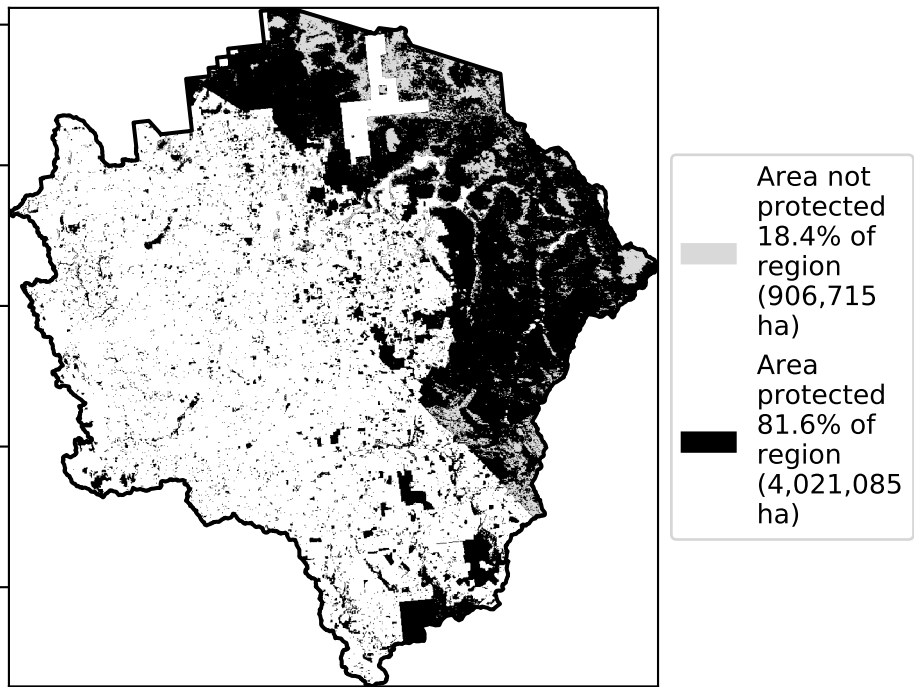 Area not
protected
18.4% of
region
(906,715
ha)
Area
protected
81.6% of
region
(4,021,085
ha)